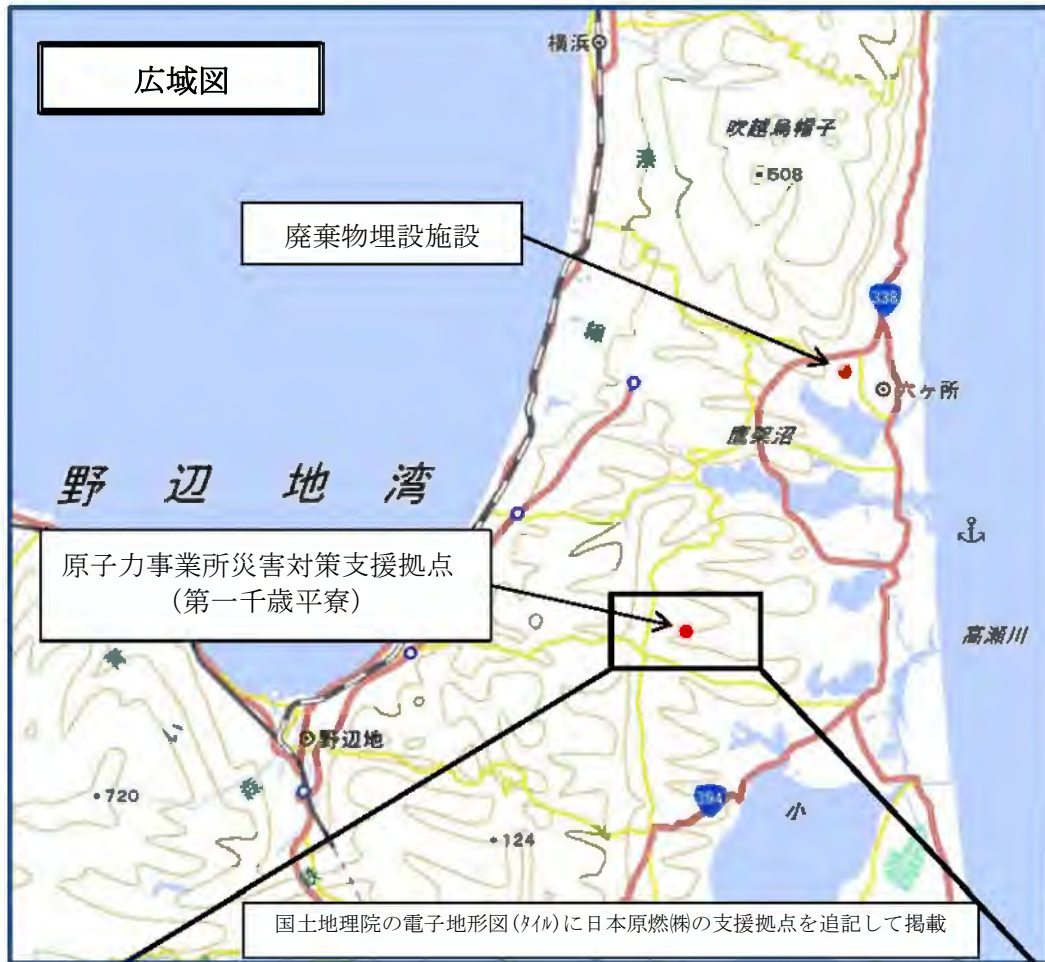 広域図
横浜
吹越烏帽子
508
廃棄物埋設施設
338
六ヶ所
鷹架沼
野辺地湾
原子力事業所災害対策支援拠点
(第一千歳平寮)
高瀬川
野辺地
720
124
394
小
国土地理院の電子地形図(ﾀｲﾙ)に日本原燃㈱の支援拠点を追記して掲載